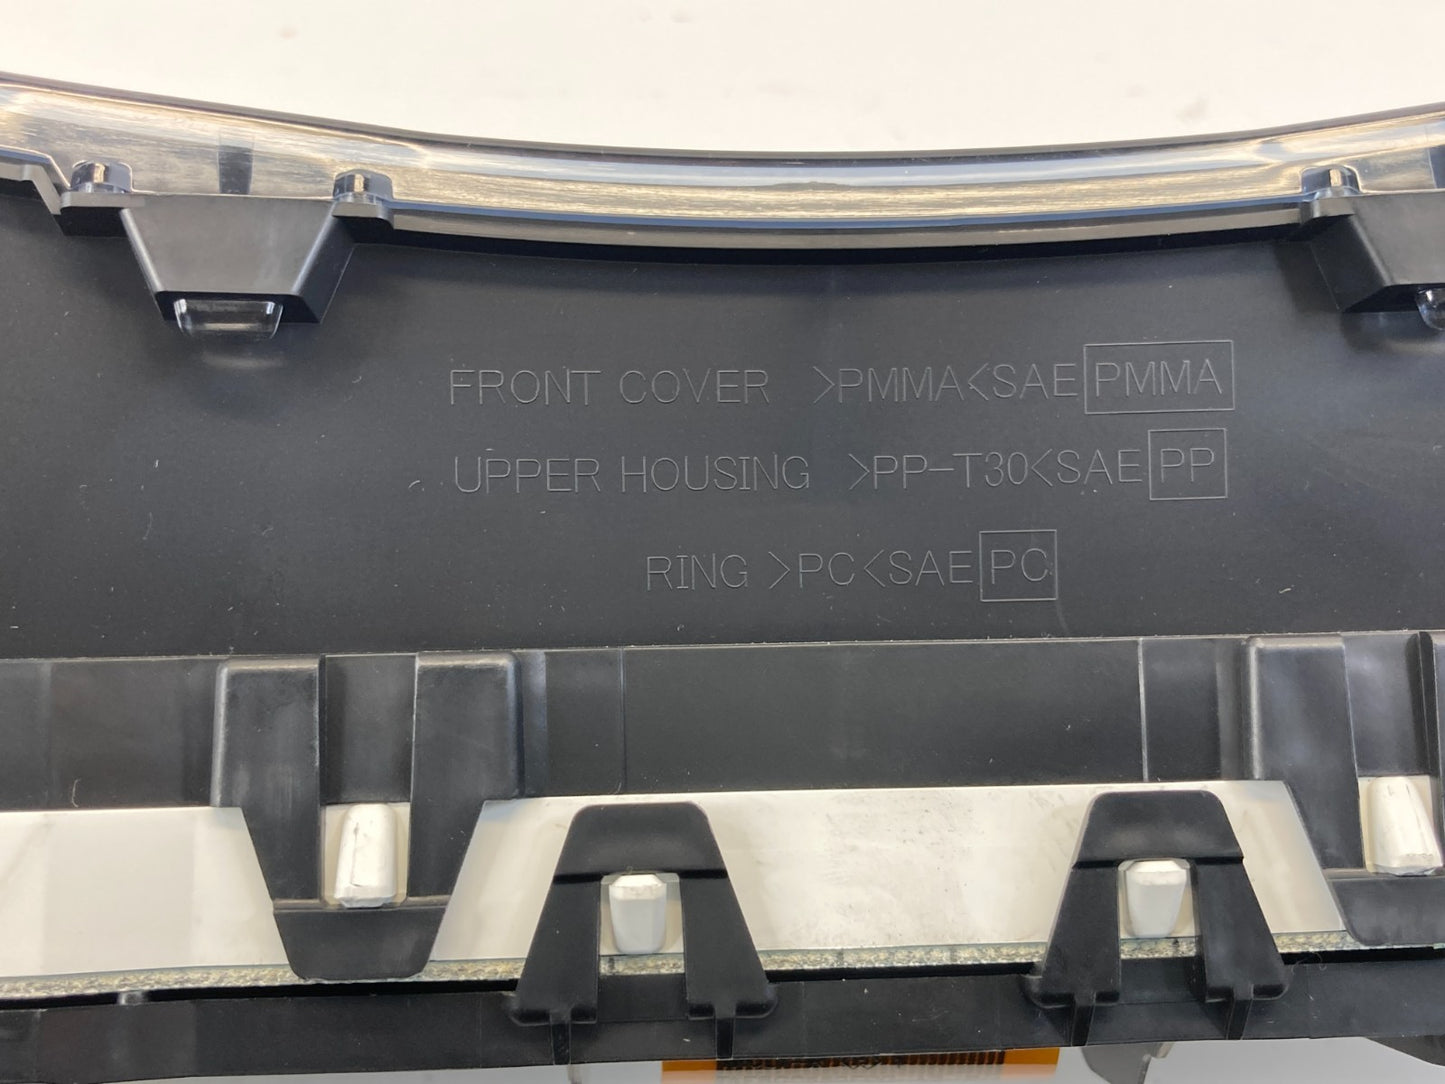 FRONT COVER >PMMA<SAE PMMA
UPPER HOUSING >PP-T30<SAE PP
RING >PC<SAE PC